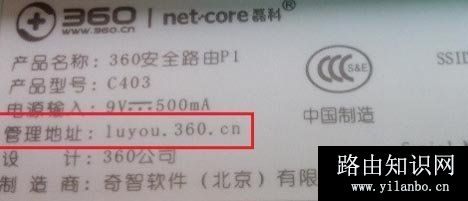 360 net-core 磊科®
www.360.cn
产品名称：360安全路由P1
产品型号：C403
S&E
SSID
电源输入：9V⎓500mA
中国制造
管理地址：luyou.360.cn
设 计：360公司
制 造 商：奇智软件（北京）有限
路由知识网
www.yilanbo.cn